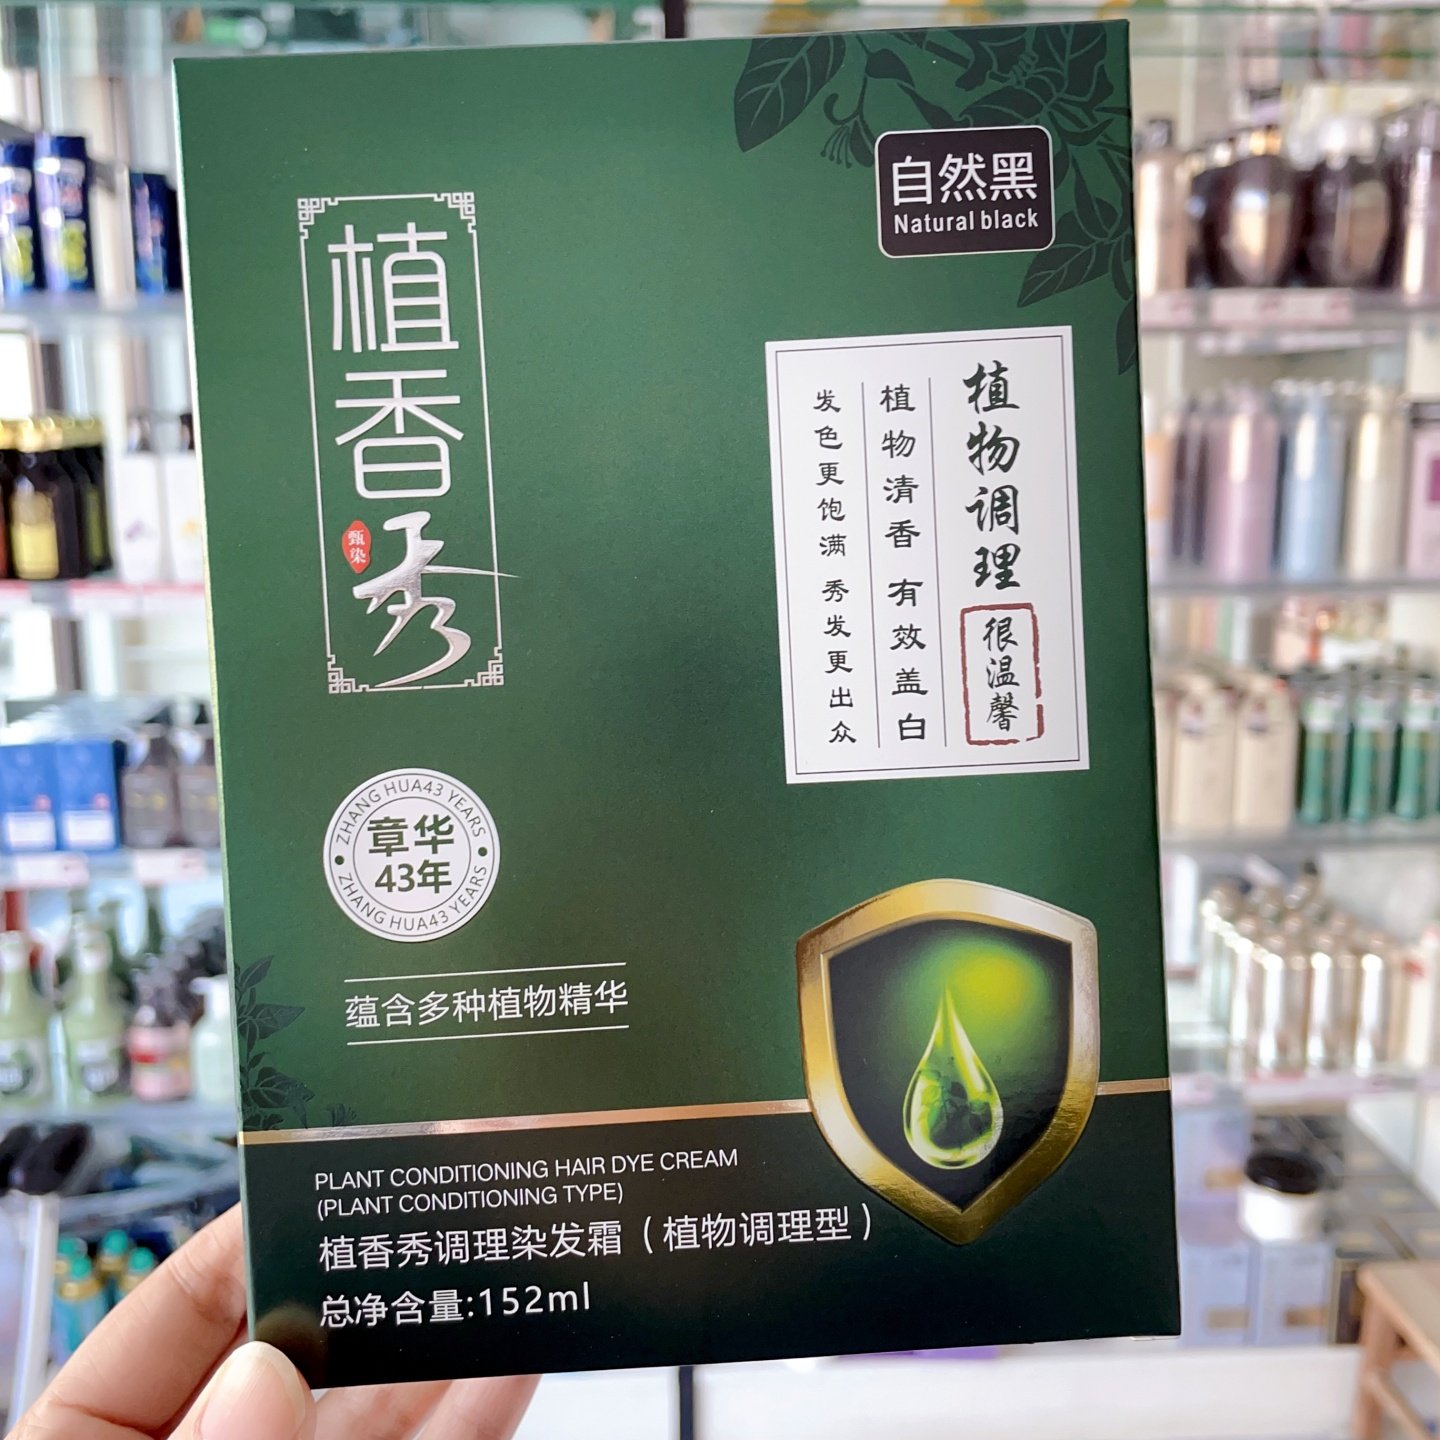 自然黑
Natural black
植香秀
甄染
植物调理
很温馨
植物清香 有效盖白
发色更饱满 秀发更出众
ZHANG HUA43 YEARS
章华
43年
ZHANG HUA43 YEARS
蕴含多种植物精华
PLANT CONDITIONING HAIR DYE CREAM
(PLANT CONDITIONING TYPE)
植香秀调理染发霜（植物调理型）
总净含量:152ml